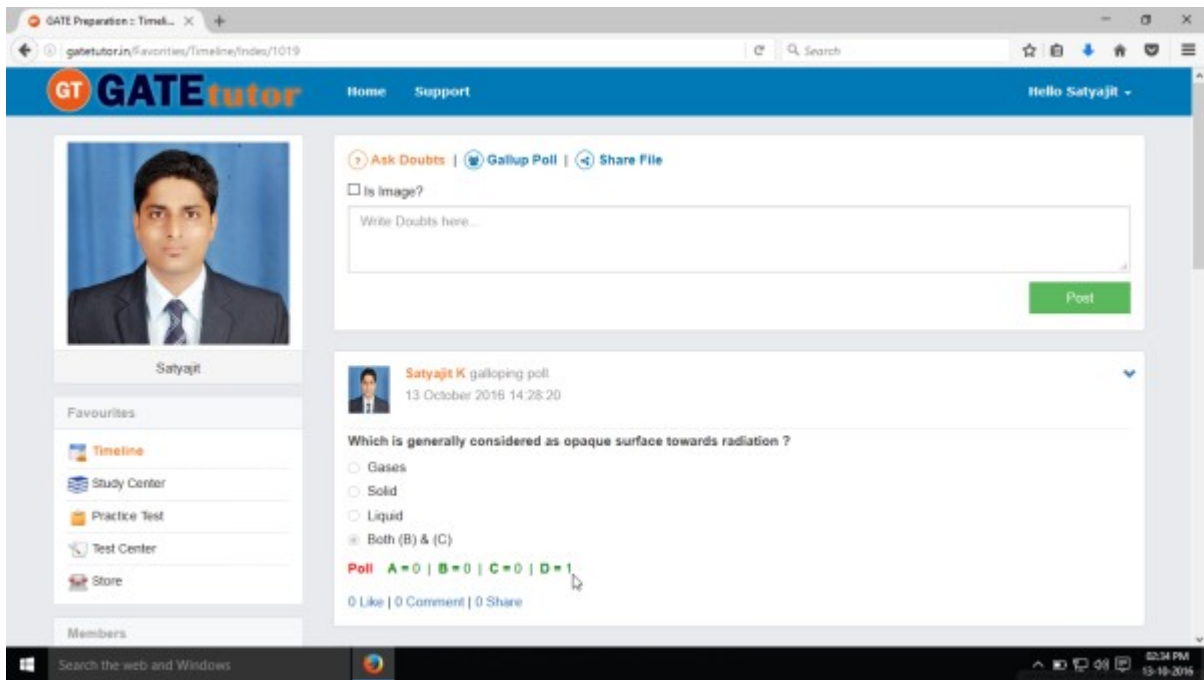 GATE Preparation :: Timeli...
gatetutor.in/Favorities/Timeline/Index/1019
Search
GT GATEtutor
Home Support Hello Satyajit
Ask Doubts | Gallup Poll | Share File
Is Image?
Write Doubts here...
Post
Satyajit
Favourites
Timeline
Study Center
Practice Test
Test Center
Store
Members
Satyajit K galloping poll
13 October 2016 14:28:20
Which is generally considered as opaque surface towards radiation ?
Gases
Solid
Liquid
Both (B) & (C)
Poll A = 0 | B = 0 | C = 0 | D = 1
0 Like | 0 Comment | 0 Share
Search the web and Windows
02:34 PM
13-10-2016